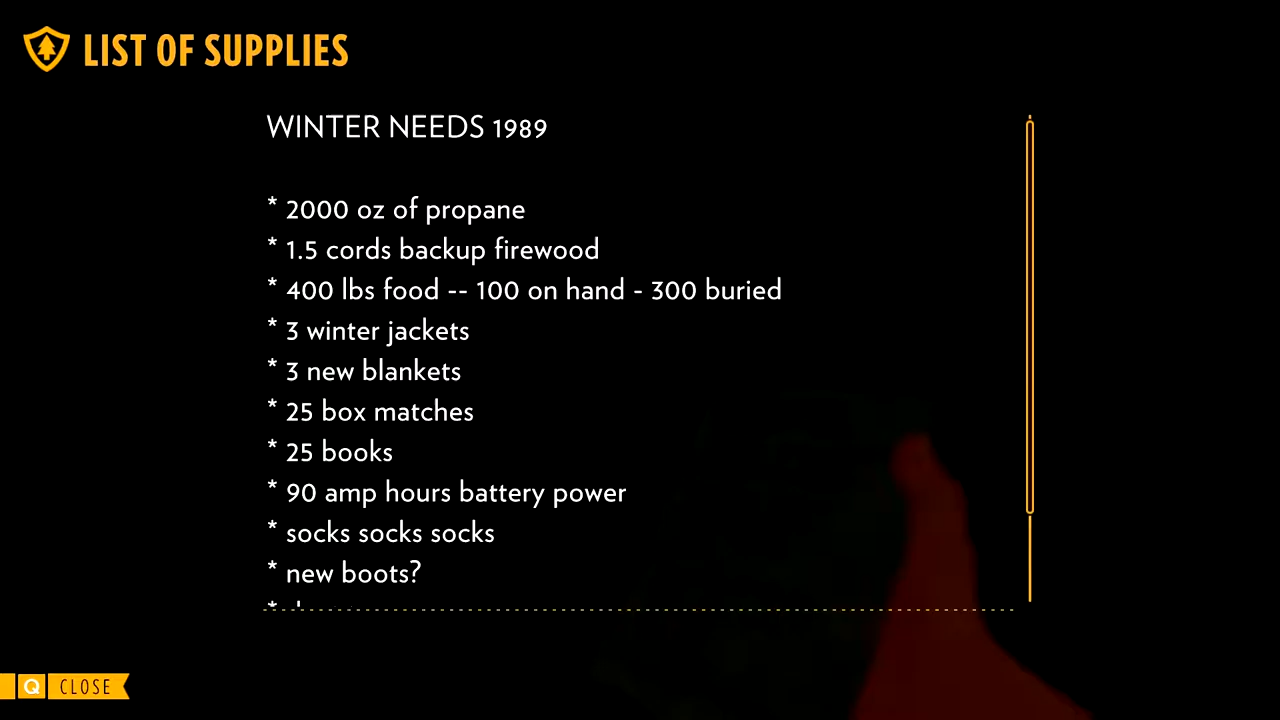 LIST OF SUPPLIES
WINTER NEEDS 1989
* 2000 oz of propane
* 1.5 cords backup firewood
* 400 lbs food -- 100 on hand - 300 buried
* 3 winter jackets
* 3 new blankets
* 25 box matches
* 25 books
* 90 amp hours battery power
* socks socks socks
* new boots?
Q CLOSE